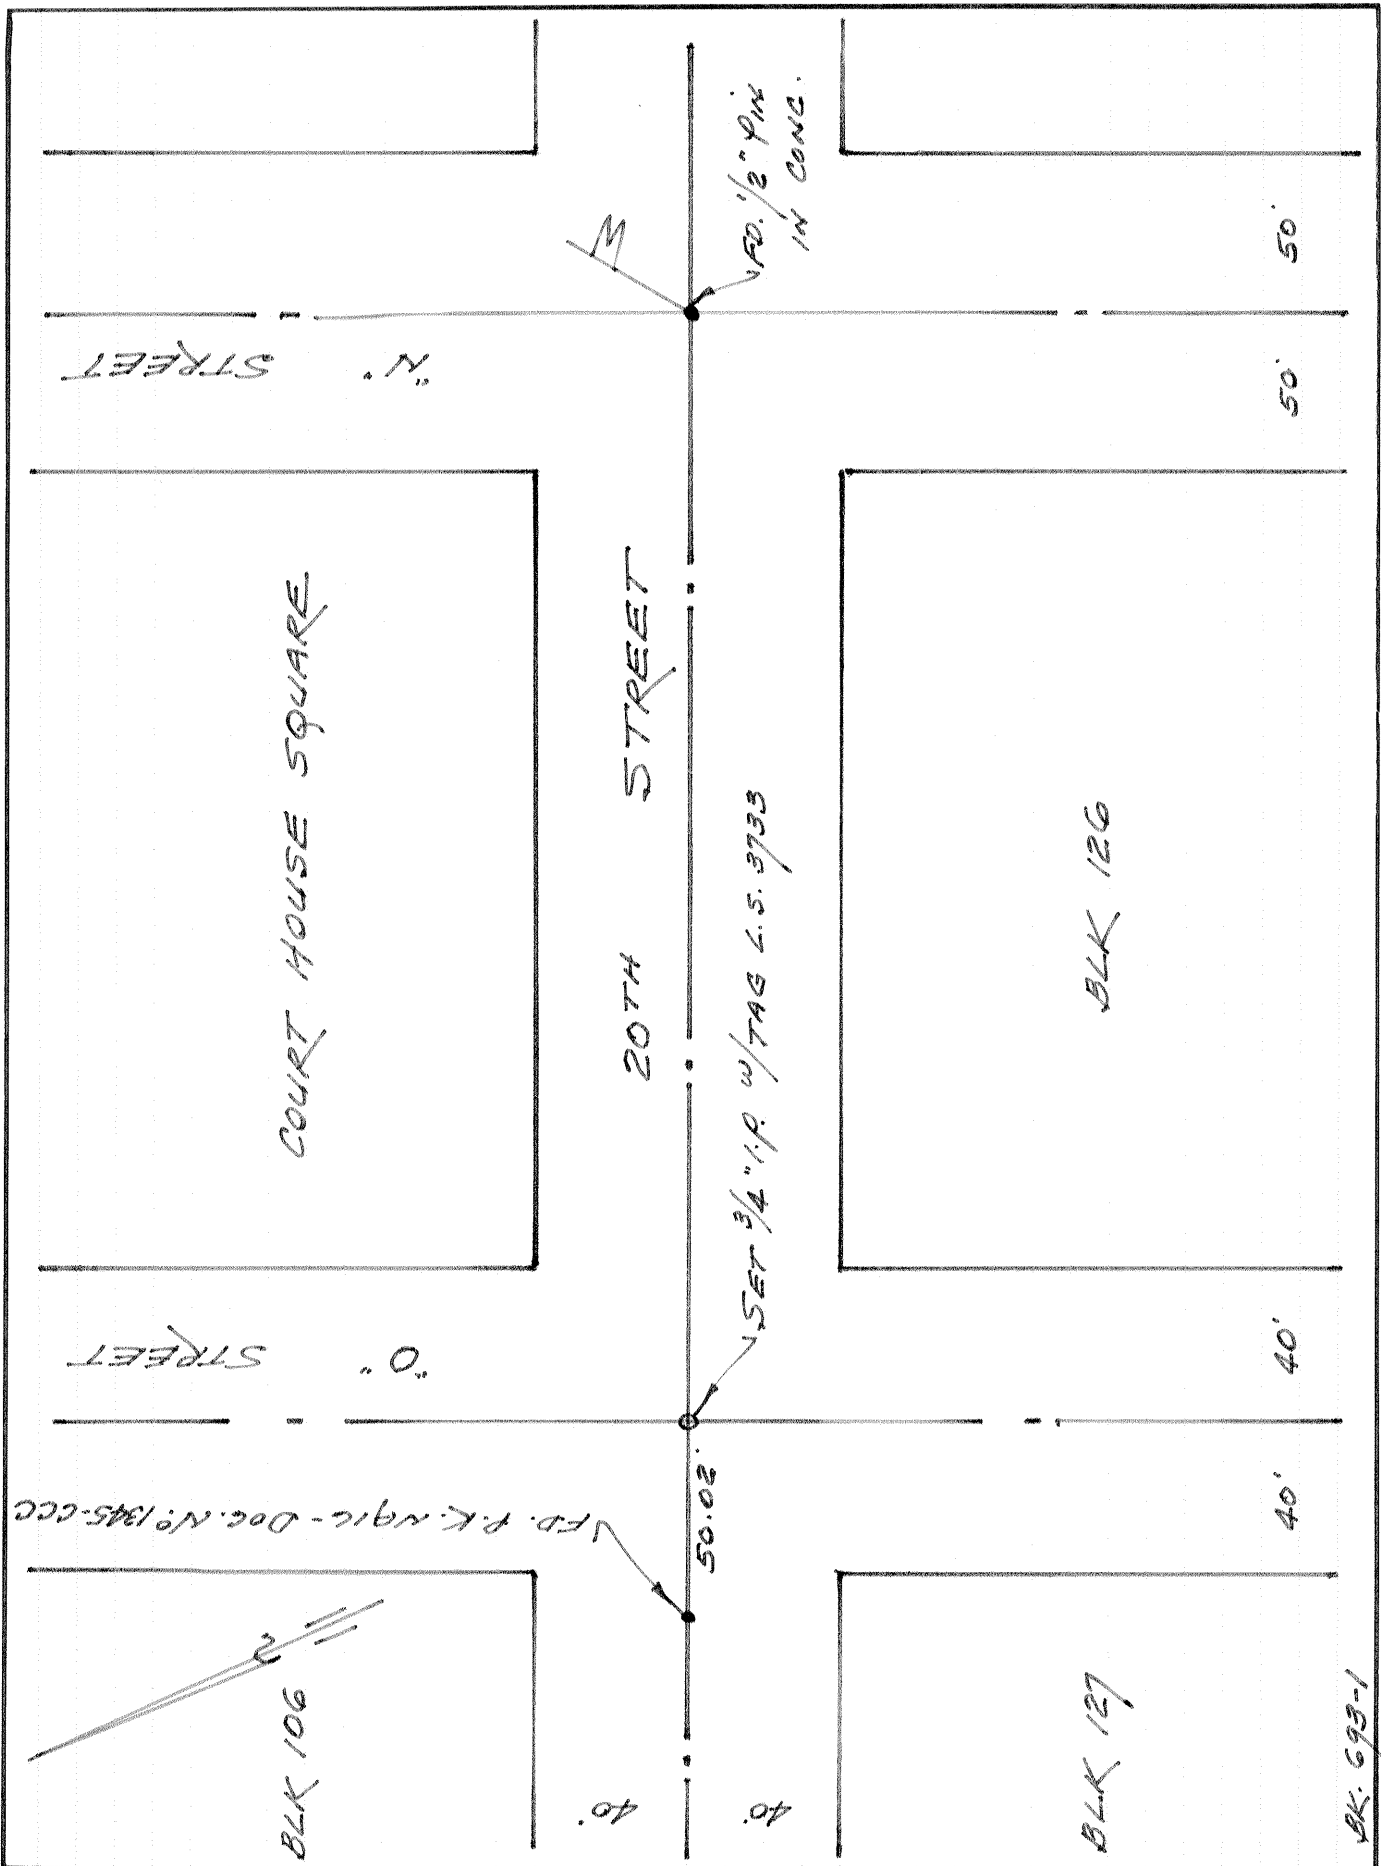 COURT HOUSE SQUARE
"O" STREET
"N" STREET
20TH STREET
BLK 106
FD. P.K. NAIL - DOC. Nº 1345-CCC
50.02'
SET 3/4" I.P. W/TAG L.S. 3733
FD. 1/2" PIN
IN CONC.
M
40'
40'
BLK 127
BLK 126
40'
40'
50'
50'
BK. 693-1